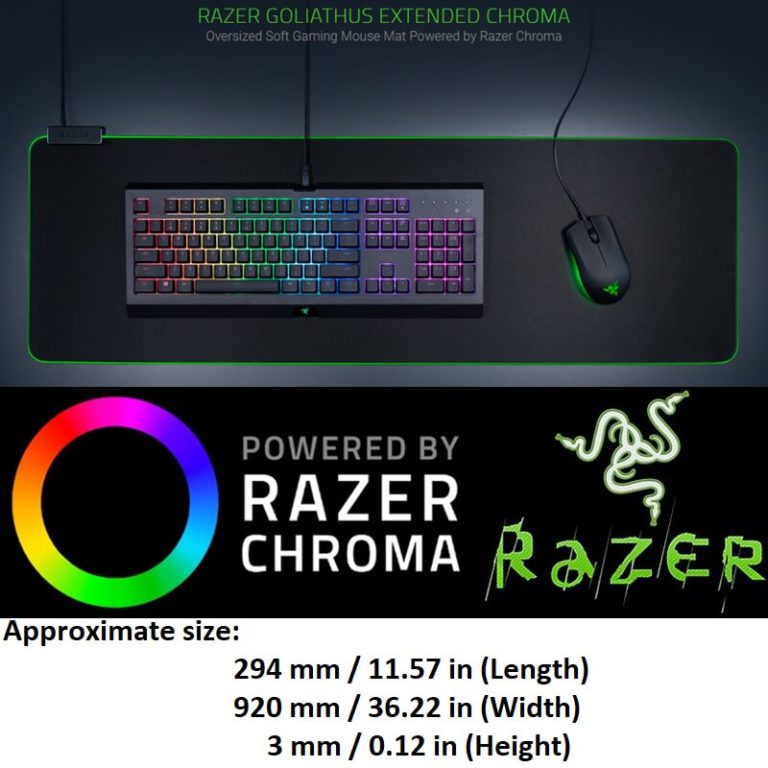 RAZER GOLIATHUS EXTENDED CHROMA
Oversized Soft Gaming Mouse Mat Powered by Razer Chroma
RAZER
POWERED BY
RAZER
CHROMA
RAZER
Approximate size:
294 mm / 11.57 in (Length)
920 mm / 36.22 in (Width)
3 mm / 0.12 in (Height)